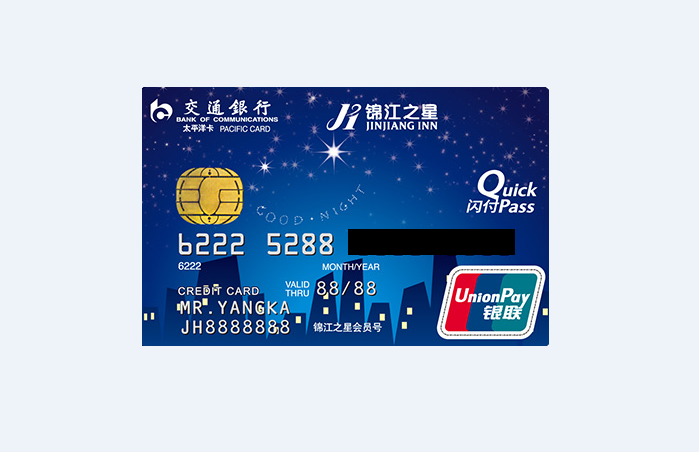 交通銀行
BANK OF COMMUNICATIONS
太平洋卡 PACIFIC CARD
锦江之星
JINJIANG INN
Quick
闪付Pass
GOOD·NIGHT
6222 5288
6222
MONTH/YEAR
CREDIT CARD
VALID THRU 88/88
MR.YANGKA
JH8888888
锦江之星会员号
UnionPay
银联